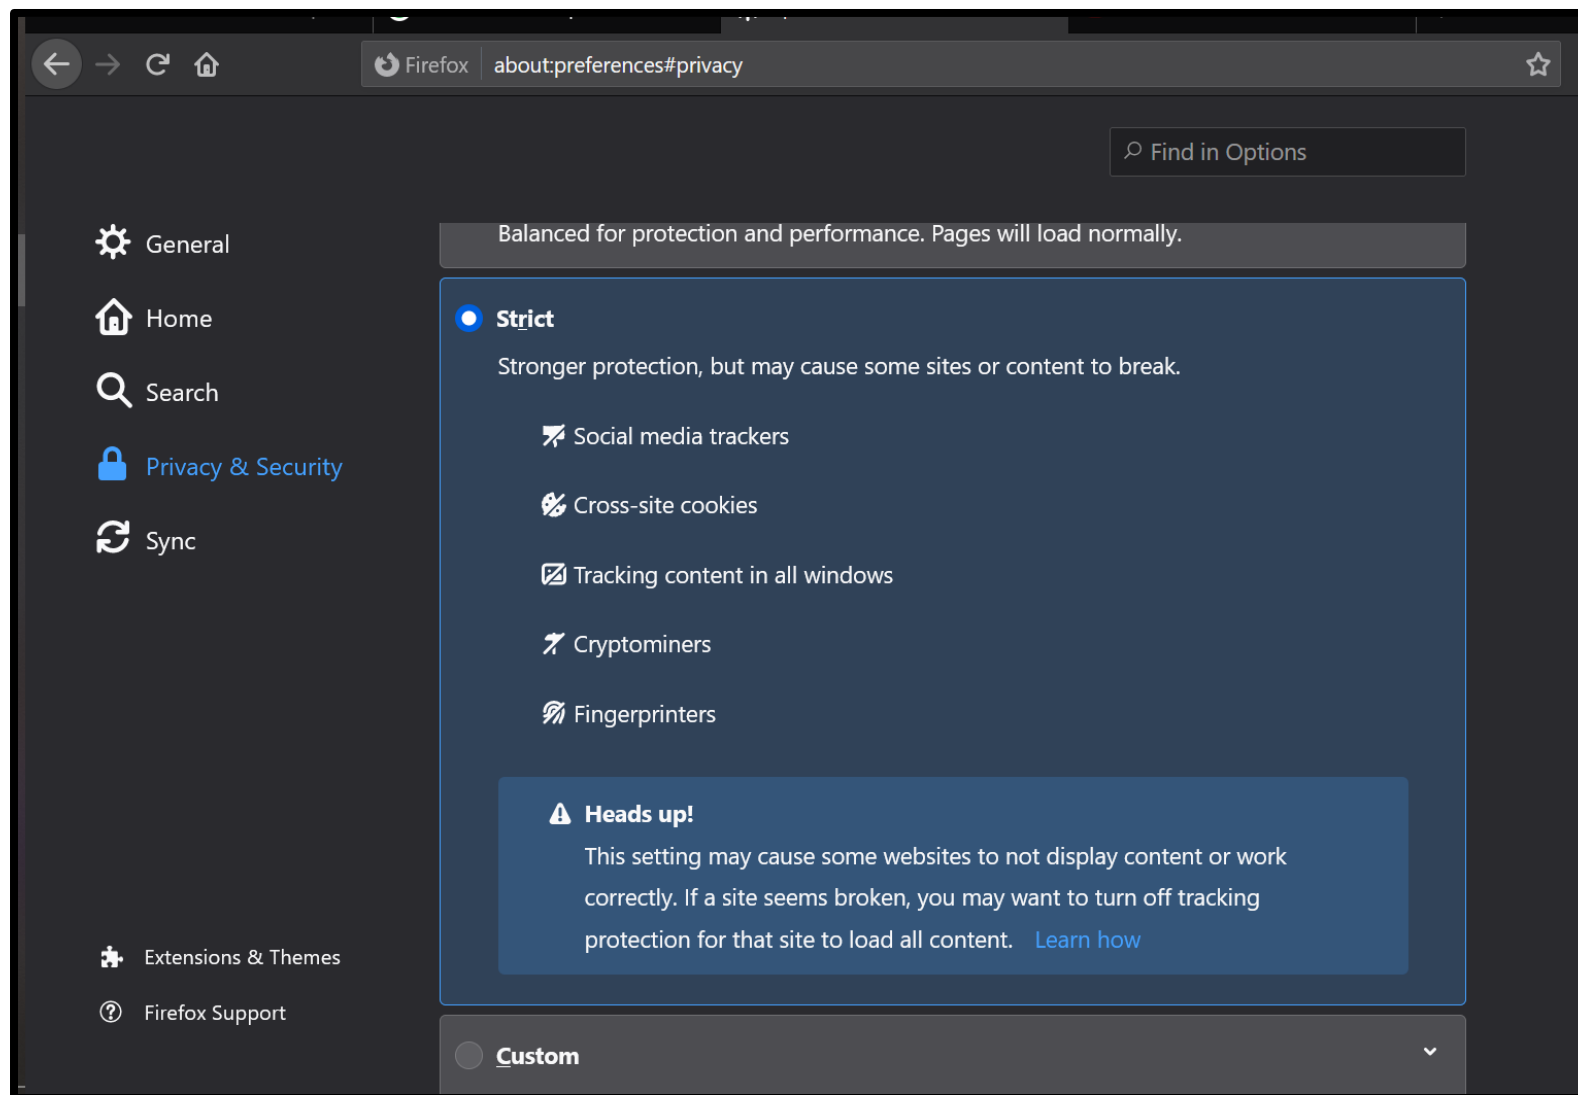 Firefox
about:preferences#privacy
Find in Options
General
Home
Search
Privacy & Security
Sync
Extensions & Themes
Firefox Support
Balanced for protection and performance. Pages will load normally.
Strict
Stronger protection, but may cause some sites or content to break.
Social media trackers
Cross-site cookies
Tracking content in all windows
Cryptominers
Fingerprinters
Heads up!
This setting may cause some websites to not display content or work
correctly. If a site seems broken, you may want to turn off tracking
protection for that site to load all content. Learn how
Custom